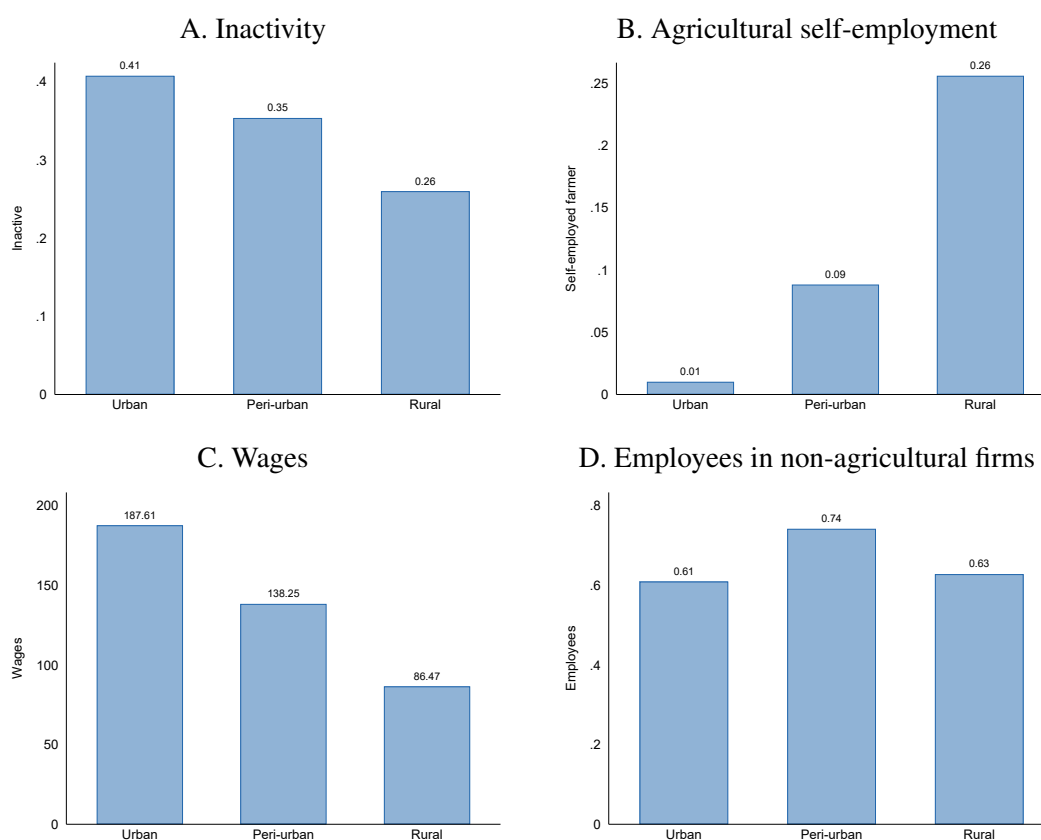 A. Inactivity
.4
.3
.2
.1
0
Inactive
0.41
0.35
0.26
Urban Peri-urban Rural
B. Agricultural self-employment
.25
.2
.15
.1
.05
0
Self-employed farmer
0.01
0.09
0.26
Urban Peri-urban Rural
C. Wages
200
150
100
50
0
Wages
187.61
138.25
86.47
Urban Peri-urban Rural
D. Employees in non-agricultural firms
.8
.6
.4
.2
0
Employees
0.61
0.74
0.63
Urban Peri-urban Rural